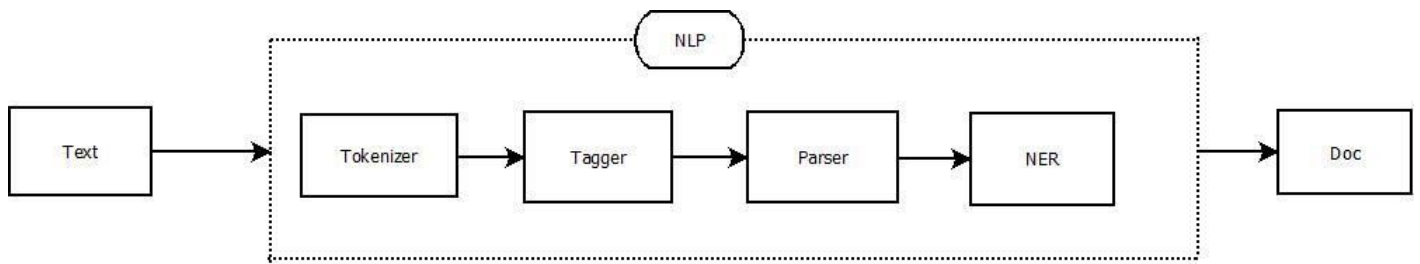 NLP
Text
Tokenizer
Tagger
Parser
NER
Doc